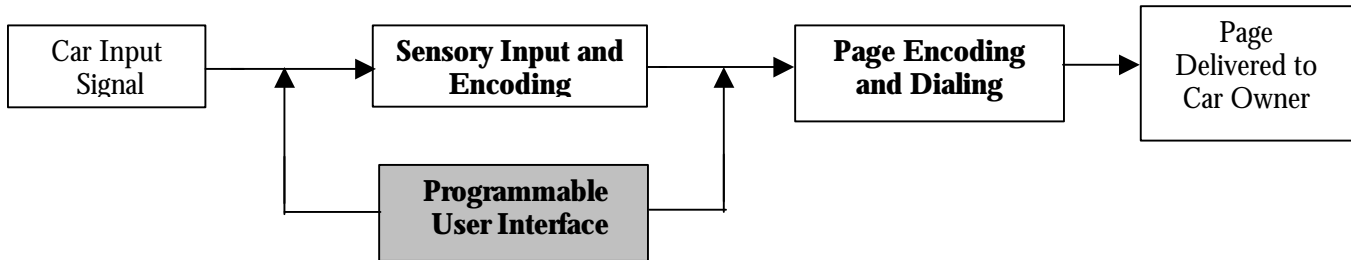 Car Input
Signal
Sensory Input and
Encoding
Page Encoding
and Dialing
Page
Delivered to
Car Owner
Programmable
User Interface